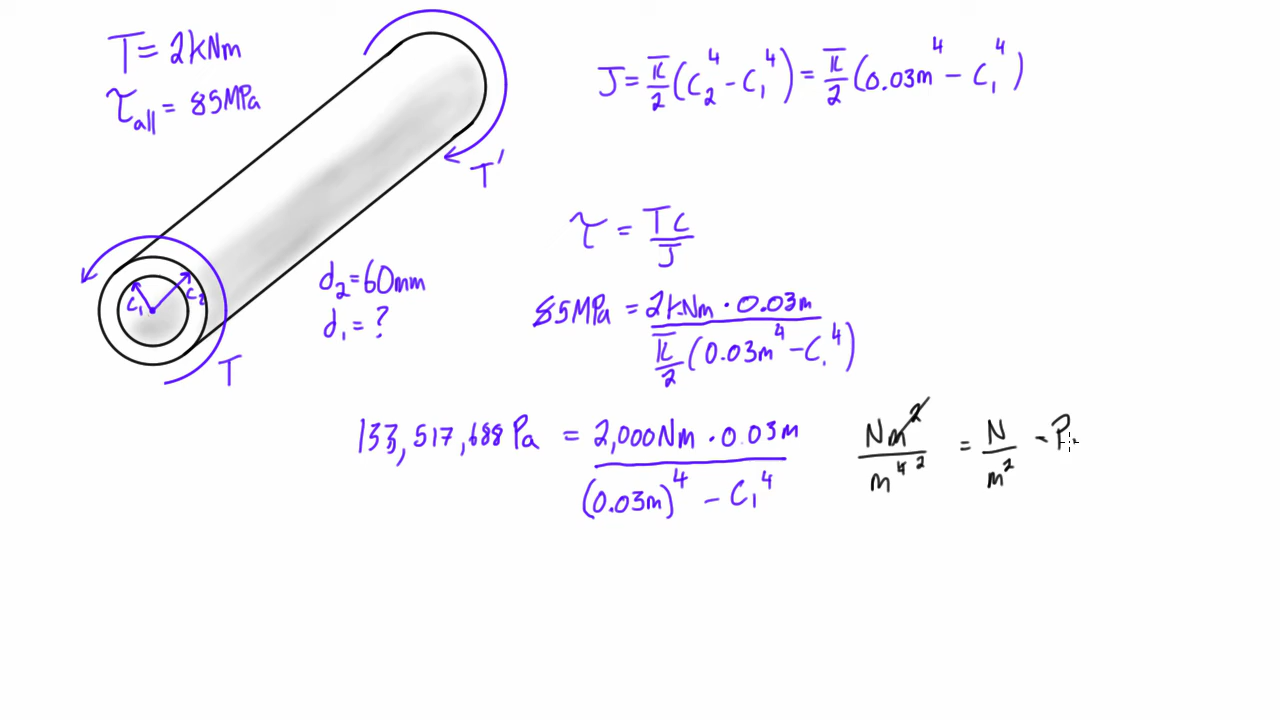 T = 2kNm
τall = 85MPa
J = π/2 (C₂⁴ - C₁⁴) = π/2 (0.03m⁴ - C₁⁴)
T'
τ = TC/J
C₁ C₂
d₂ = 60mm
d₁ = ?
T
85MPa = 2kNm · 0.03m / π/2 (0.03m⁴ - C₁⁴)
133,517,688 Pa = 2,000Nm · 0.03m / (0.03m)⁴ - C₁⁴
Nm² / m⁴ ² = N / m² - Pa